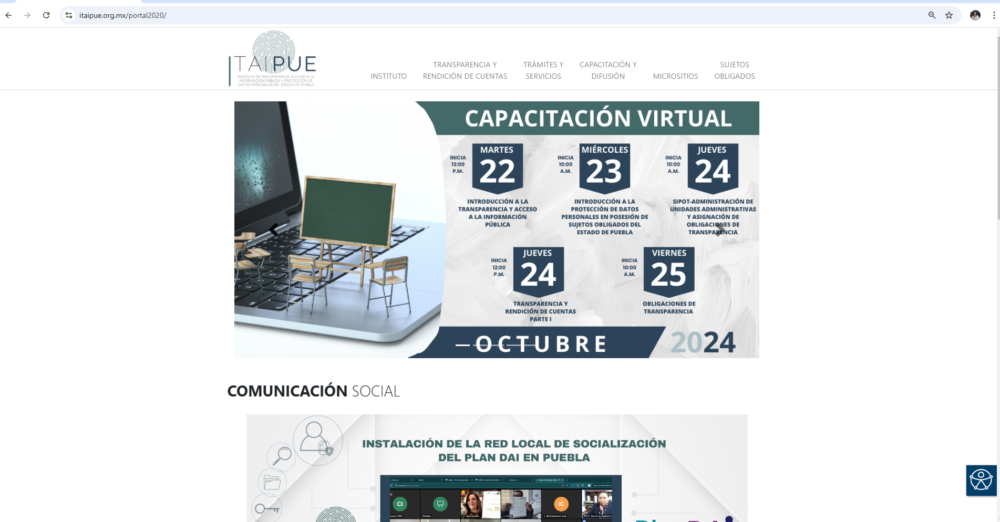 itaipue.org.mx/portal2020/
ITAIPUE
INSTITUTO DE TRANSPARENCIA, ACCESO A LA
INFORMACIÓN PÚBLICA Y PROTECCIÓN DE
DATOS PERSONALES DEL ESTADO DE PUEBLA
INSTITUTO
TRANSPARENCIA Y
RENDICIÓN DE CUENTAS
TRÁMITES Y
SERVICIOS
CAPACITACIÓN Y
DIFUSIÓN
MICROSITIOS
SUJETOS
OBLIGADOS
CAPACITACIÓN VIRTUAL
INICIA
13:00
P.M.
MARTES
22
INTRODUCCIÓN A LA
TRANSPARENCIA Y ACCESO
A LA INFORMACIÓN
PÚBLICA
INICIA
10:00
A.M.
MIÉRCOLES
23
INTRODUCCIÓN A LA
PROTECCIÓN DE DATOS
PERSONALES EN POSESIÓN DE
SUJETOS OBLIGADOS DEL
ESTADO DE PUEBLA
INICIA
10:00
A.M.
JUEVES
24
SIPOT-ADMINISTRACIÓN DE
UNIDADES ADMINISTRATIVAS
Y ASIGNACIÓN DE
OBLIGACIONES DE
TRANSPARENCIA
INICIA
12:00
P.M.
JUEVES
24
TRANSPARENCIA Y
RENDICIÓN DE CUENTAS
PARTE I
INICIA
10:00
A.M.
VIERNES
25
OBLIGACIONES DE
TRANSPARENCIA
OCTUBRE
2024
COMUNICACIÓN SOCIAL
INSTALACIÓN DE LA RED LOCAL DE SOCIALIZACIÓN
DEL PLAN DAI EN PUEBLA
CI
IC